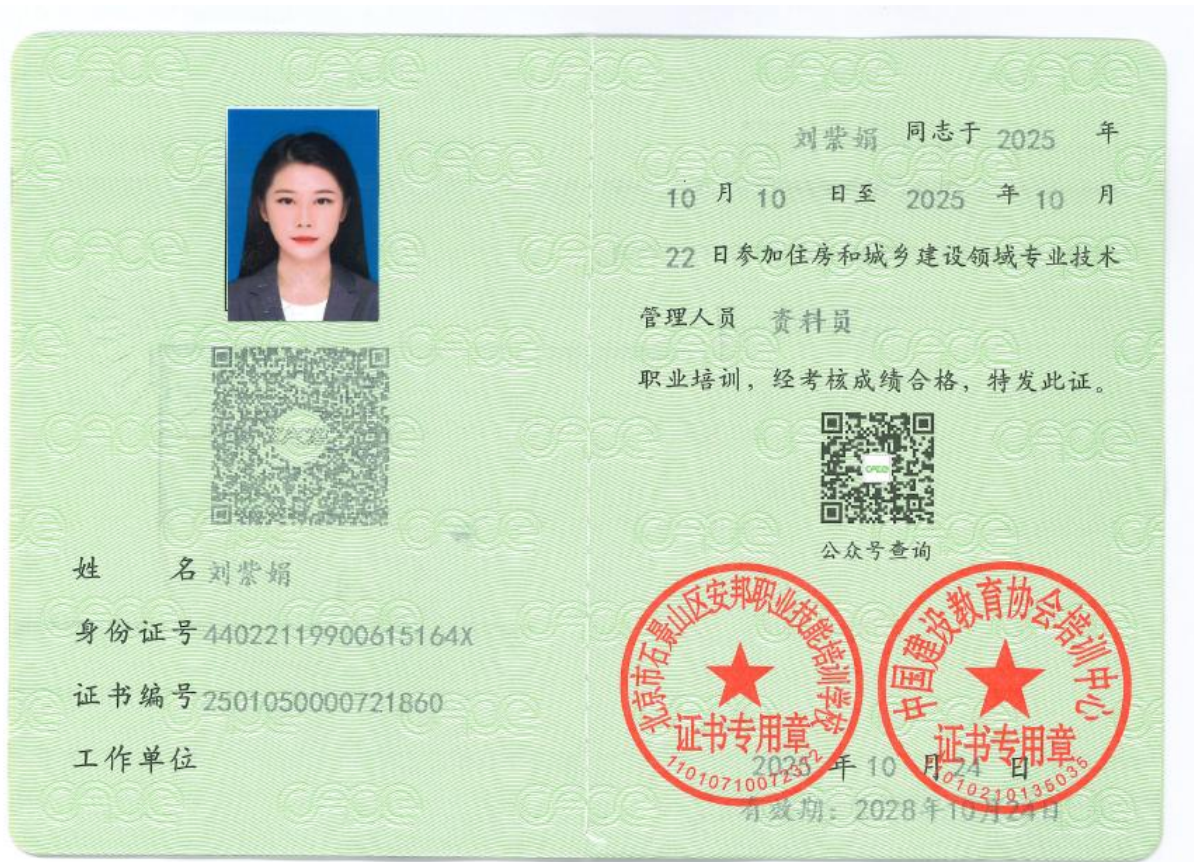 姓 名 刘紫娟
身份证号 44022119900615164X
证书编号 2501050000721860
工作单位
刘紫娟 同志于 2025 年
10 月 10 日至 2025 年 10 月
22 日参加住房和城乡建设领域专业技术
管理人员 资料员
职业培训，经考核成绩合格，特发此证。
CPCE
公众号查询
北京市石景山区安邦职业技能培训学校
证书专用章
中国建设教育协会培训中心
证书专用章
11010210135035
2025 年 10 月 24 日
有效期：2028年10月24日